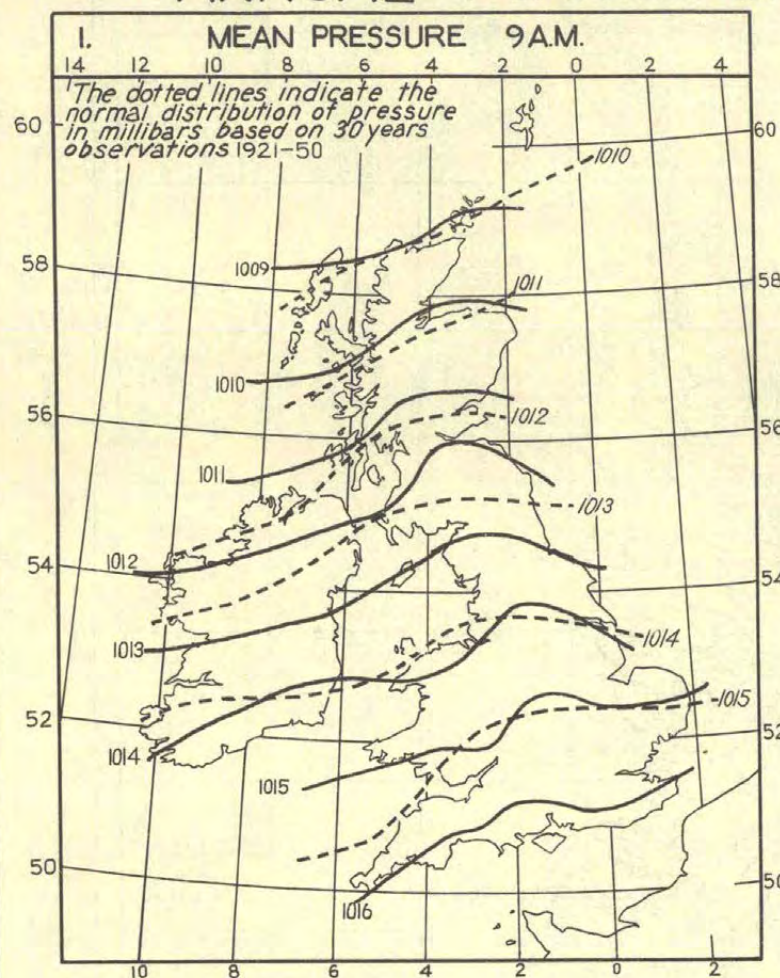 1. MEAN PRESSURE 9 A.M.
14 12 10 8 6 4 2 0 2 4
The dotted lines indicate the
normal distribution of pressure
in millibars based on 30 years
observations 1921-50
60 60
1010
58 1009 58
1011
1010
56 1012 56
1011
1013
1012
54 54
1014
1013
1015
52 52
1014
1015
50 50
1016
10 8 6 4 2 0 2